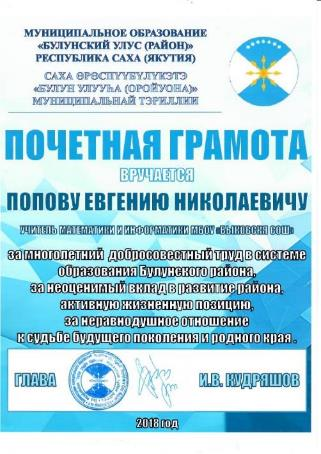 МУНИЦИПАЛЬНОЕ ОБРАЗОВАНИЕ
«БУЛУНСКИЙ УЛУС (РАЙОН)»
РЕСПУБЛИКА САХА (ЯКУТИЯ)
САХА ӨРӨСПҮҮБҮЛҮКЭТЭ
«БУЛУН УЛУУҺА (ОРОЙУОНА)»
МУНИЦИПАЛЬНАЙ ТЭРИЛЛИИ
ПОЧЕТНАЯ ГРАМОТА
ВРУЧАЕТСЯ
ПОПОВУ ЕВГЕНИЮ НИКОЛАЕВИЧУ
УЧИТЕЛЬ МАТЕМАТИКИ И ИНФОРМАТИКИ МБОУ «БЫКОВСКЯ СОШ»
за многолетний добросовестный труд в системе
образования Булунского района,
за неоценимый вклад в развитие района,
активную жизненную позицию,
за неравнодушное отношение
к судьбе будущего поколения и родного края .
ГЛАВА
И.В. КУДРЯШОВ
2018 год